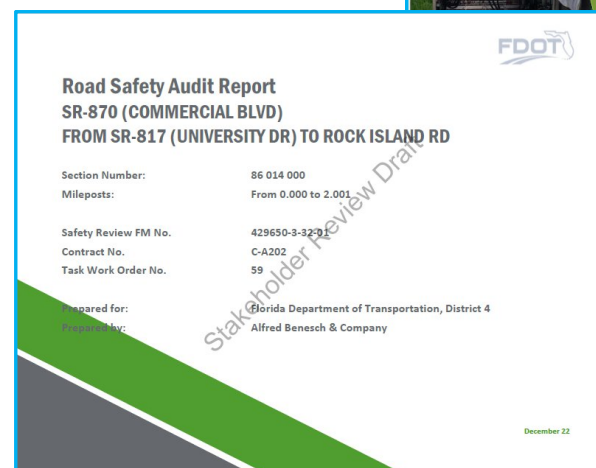 FDOT
Road Safety Audit Report
SR-870 (COMMERCIAL BLVD)
FROM SR-817 (UNIVERSITY DR) TO ROCK ISLAND RD
Section Number: 86 014 000
Mileposts: From 0.000 to 2.001
Safety Review FM No. 429650-3-32-01
Contract No. C-A202
Task Work Order No. 59
Prepared for: Florida Department of Transportation, District 4
Prepared by: Alfred Benesch & Company
Stakeholder Review Draft
December 22